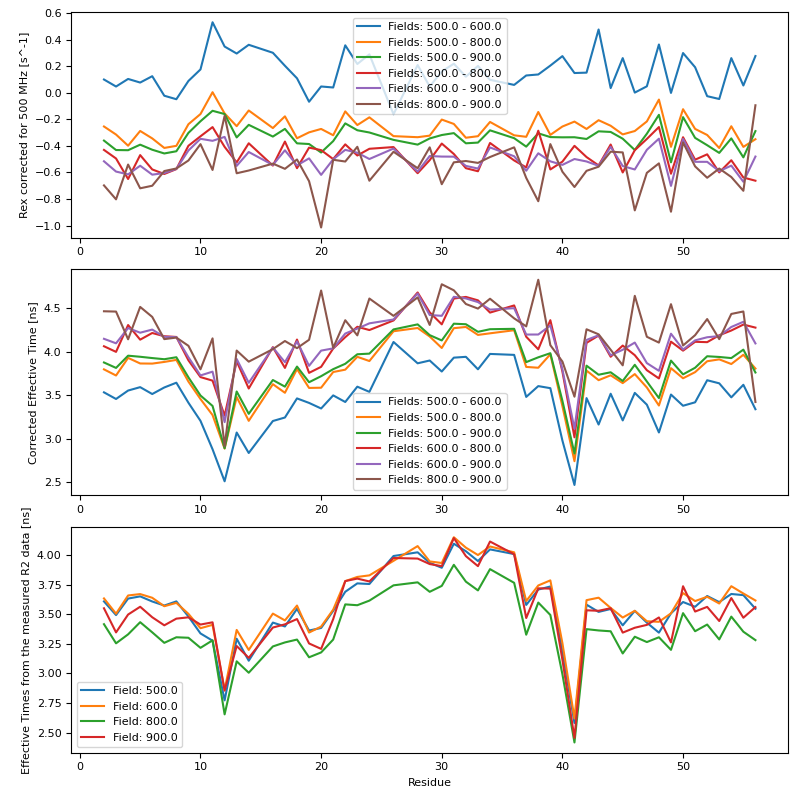 Rex corrected for 500 MHz [s^-1]
0.6
0.4
0.2
0.0
−0.2
−0.4
−0.6
−0.8
−1.0
Fields: 500.0 - 600.0
Fields: 500.0 - 800.0
Fields: 500.0 - 900.0
Fields: 600.0 - 800.0
Fields: 600.0 - 900.0
Fields: 800.0 - 900.0
0 10 20 30 40 50
Corrected Effective Time [ns]
4.5
4.0
3.5
3.0
2.5
Fields: 500.0 - 600.0
Fields: 500.0 - 800.0
Fields: 500.0 - 900.0
Fields: 600.0 - 800.0
Fields: 600.0 - 900.0
Fields: 800.0 - 900.0
0 10 20 30 40 50
Effective Times from the measured R2 data [ns]
4.00
3.75
3.50
3.25
3.00
2.75
2.50
Field: 500.0
Field: 600.0
Field: 800.0
Field: 900.0
0 10 20 30 40 50
Residue